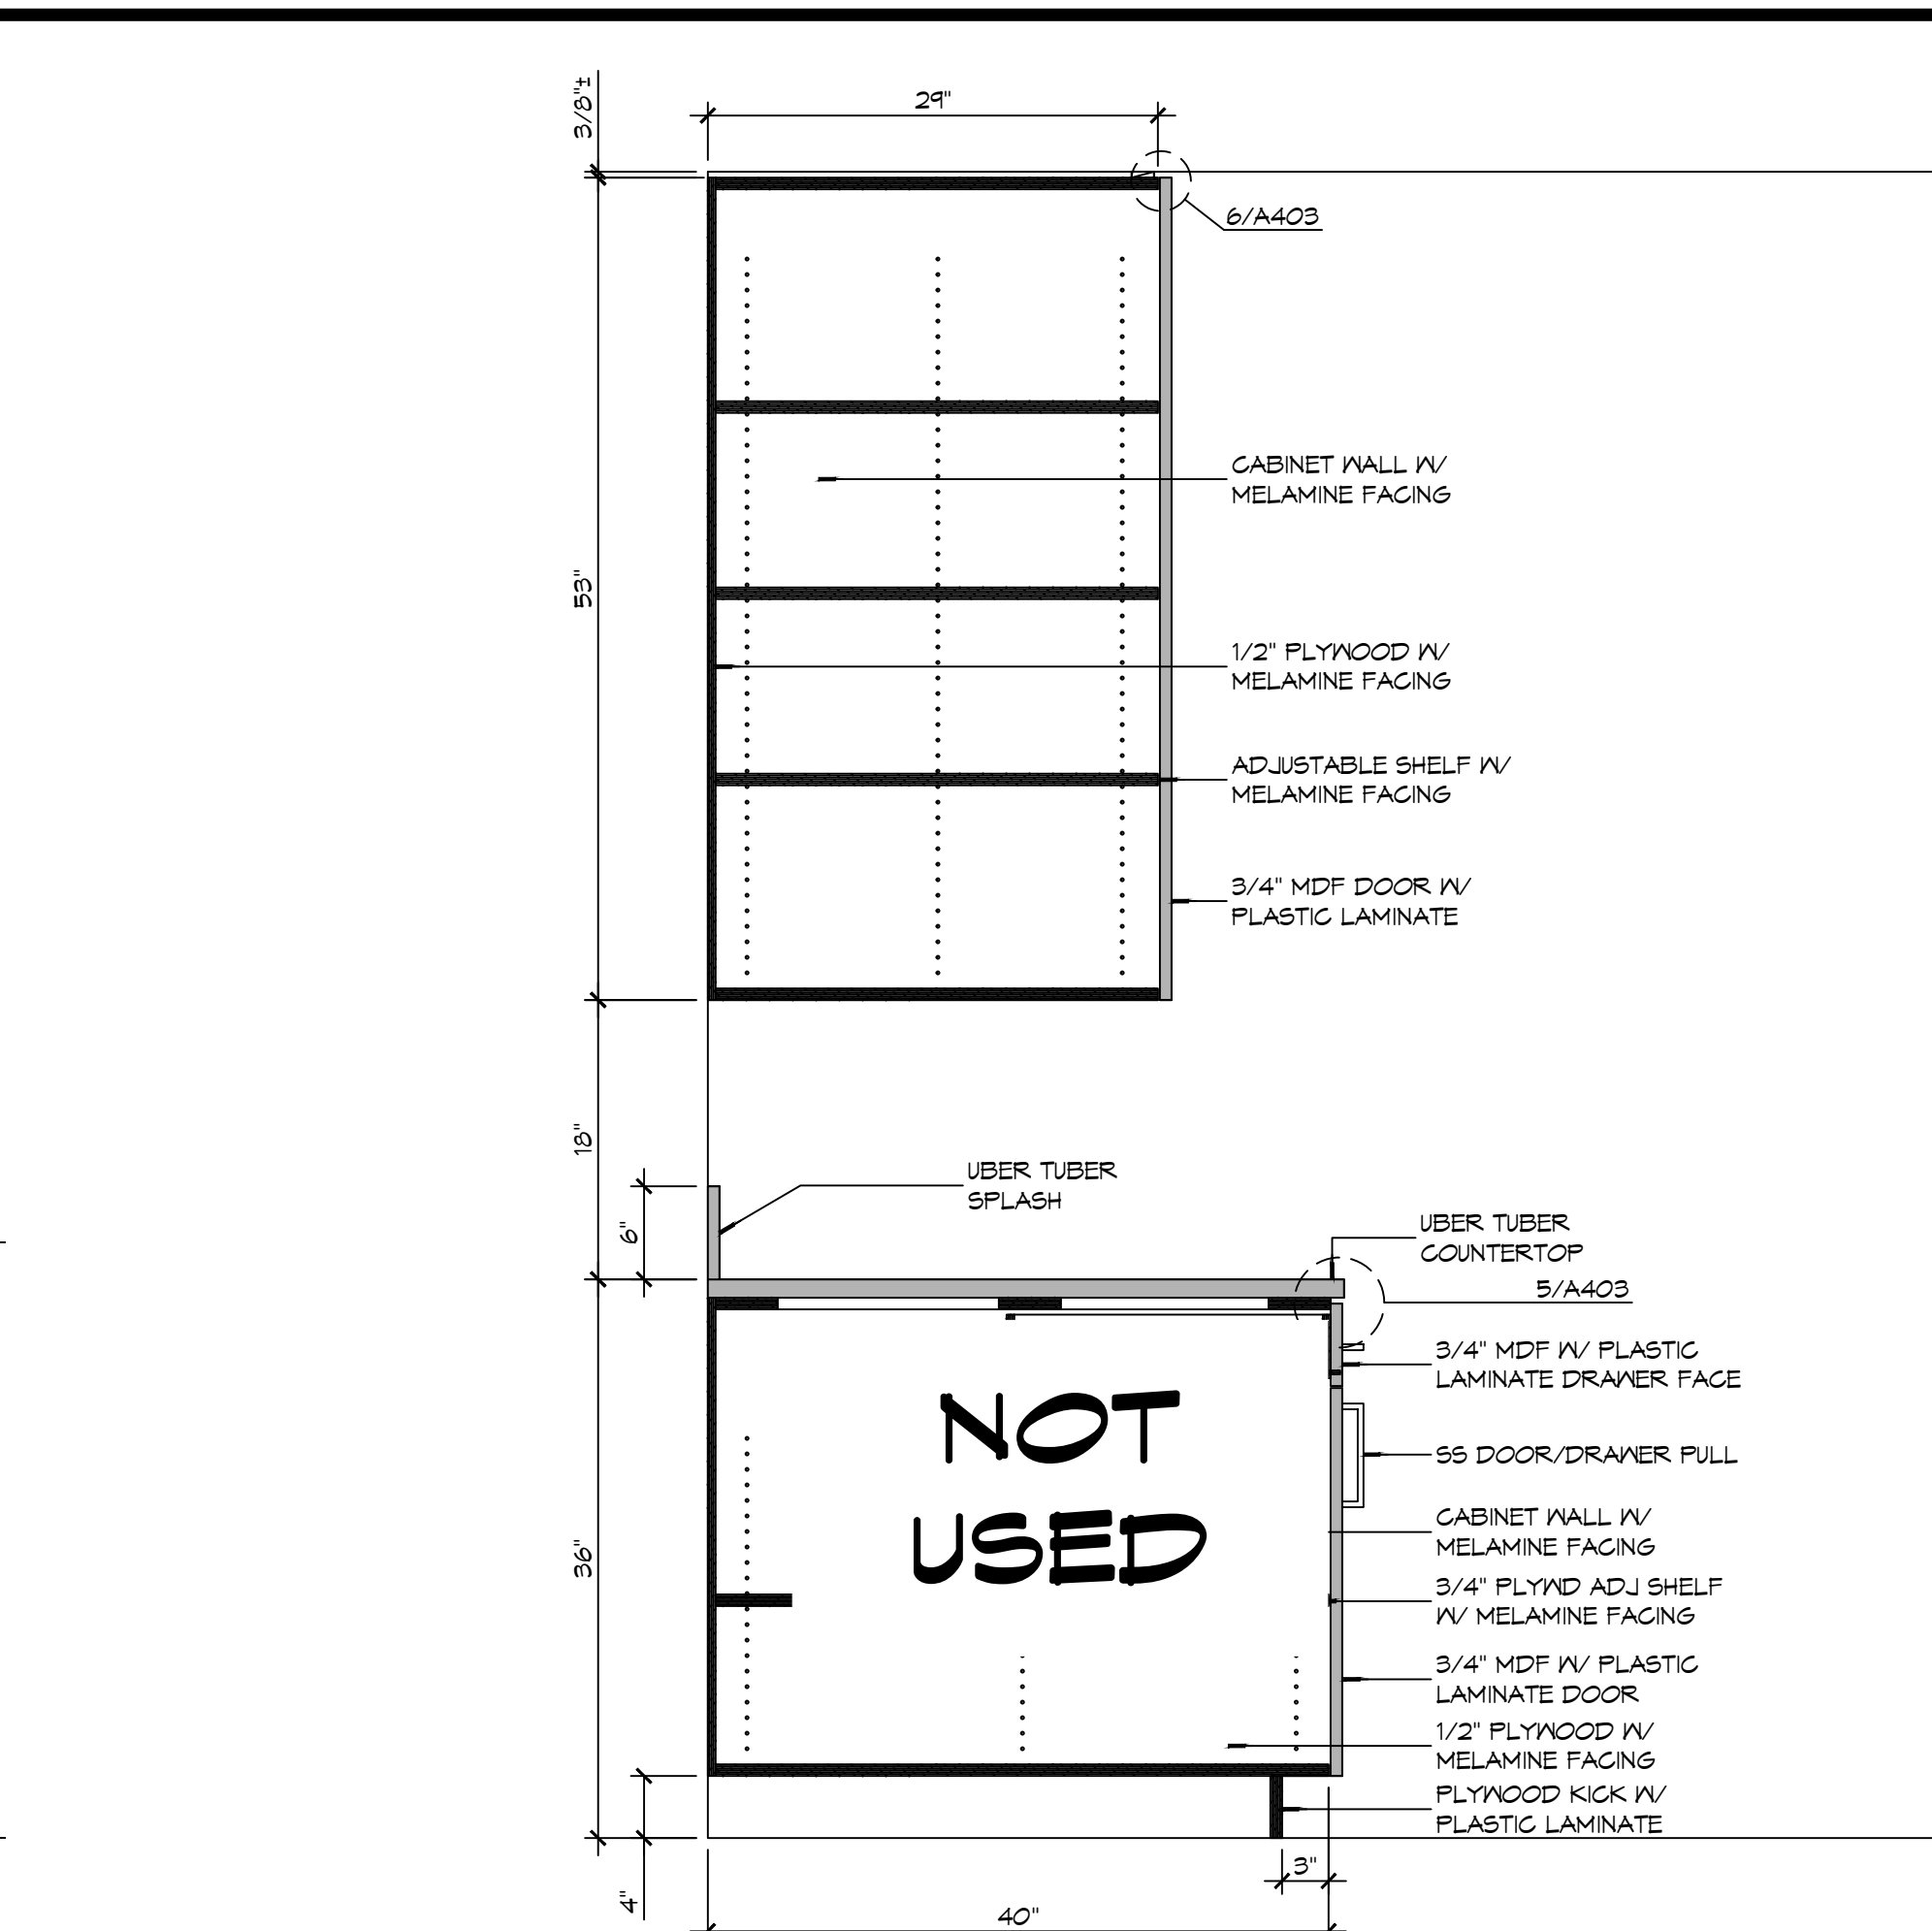 3/8"±
29"
6/A403
CABINET WALL W/
MELAMINE FACING
53"
1/2" PLYWOOD W/
MELAMINE FACING
ADJUSTABLE SHELF W/
MELAMINE FACING
3/4" MDF DOOR W/
PLASTIC LAMINATE
18"
UBER TUBER
SPLASH
6"
UBER TUBER
COUNTERTOP
5/A403
3/4" MDF W/ PLASTIC
LAMINATE DRAWER FACE
NOT
USED
SS DOOR/DRAWER PULL
36"
CABINET WALL W/
MELAMINE FACING
3/4" PLYWD ADJ SHELF
W/ MELAMINE FACING
3/4" MDF W/ PLASTIC
LAMINATE DOOR
1/2" PLYWOOD W/
MELAMINE FACING
PLYWOOD KICK W/
PLASTIC LAMINATE
3"
4"
40"